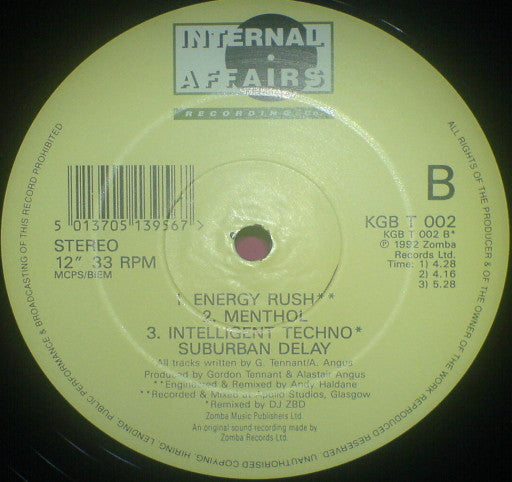 INTERNAL
AFFAIRS
RECORDING Co.
B
KGB T 002
KGB T 002 B*
℗ 1992 Zomba
Records Ltd.
Time: 1) 4.28
2) 4.16
3) 5.28
5 013705 139567 >
STEREO
12" 33 RPM
MCPS/BIEM
1. ENERGY RUSH**
2. MENTHOL
3. INTELLIGENT TECHNO*
SUBURBAN DELAY
All tracks written by G. Tennant/A. Angus
Produced by Gordon Tennant & Alastair Angus
**Engineered & Remixed by Andy Haldane
**Recorded & Mixed at Apollo Studios, Glasgow
*Remixed by DJ ZBD
Zomba Music Publishers Ltd
An original sound recording made by
Zomba Records Ltd.
ALL RIGHTS OF THE PRODUCER & OF THE OWNER OF THE WORK REPRODUCED RESERVED. UNAUTHORISED COPYING, HIRING, LENDING, PUBLIC PERFORMANCE & BROADCASTING OF THIS RECORD PROHIBITED